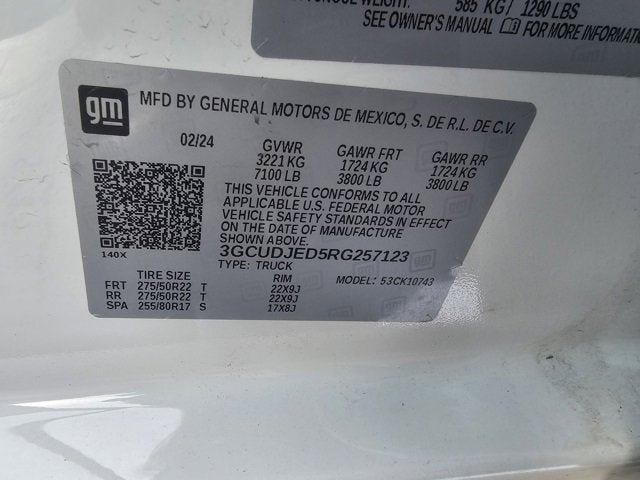 585 KG / 1290 LBS
SEE OWNER'S MANUAL FOR MORE INFORMATION
gm
MFD BY GENERAL MOTORS DE MEXICO, S. DE R.L. DE C.V.
02/24 GVWR GAWR FRT GAWR RR
3221 KG 1724 KG 1724 KG
7100 LB 3800 LB 3800 LB
THIS VEHICLE CONFORMS TO ALL
APPLICABLE U.S. FEDERAL MOTOR
VEHICLE SAFETY STANDARDS IN EFFECT
ON THE DATE OF MANUFACTURE
SHOWN ABOVE.
140X 3GCUDJED5RG257123
TYPE: TRUCK
TIRE SIZE RIM MODEL: 53CK10743
FRT 275/50R22 T 22X9J
RR 275/50R22 T 22X9J
SPA 255/80R17 S 17X8J